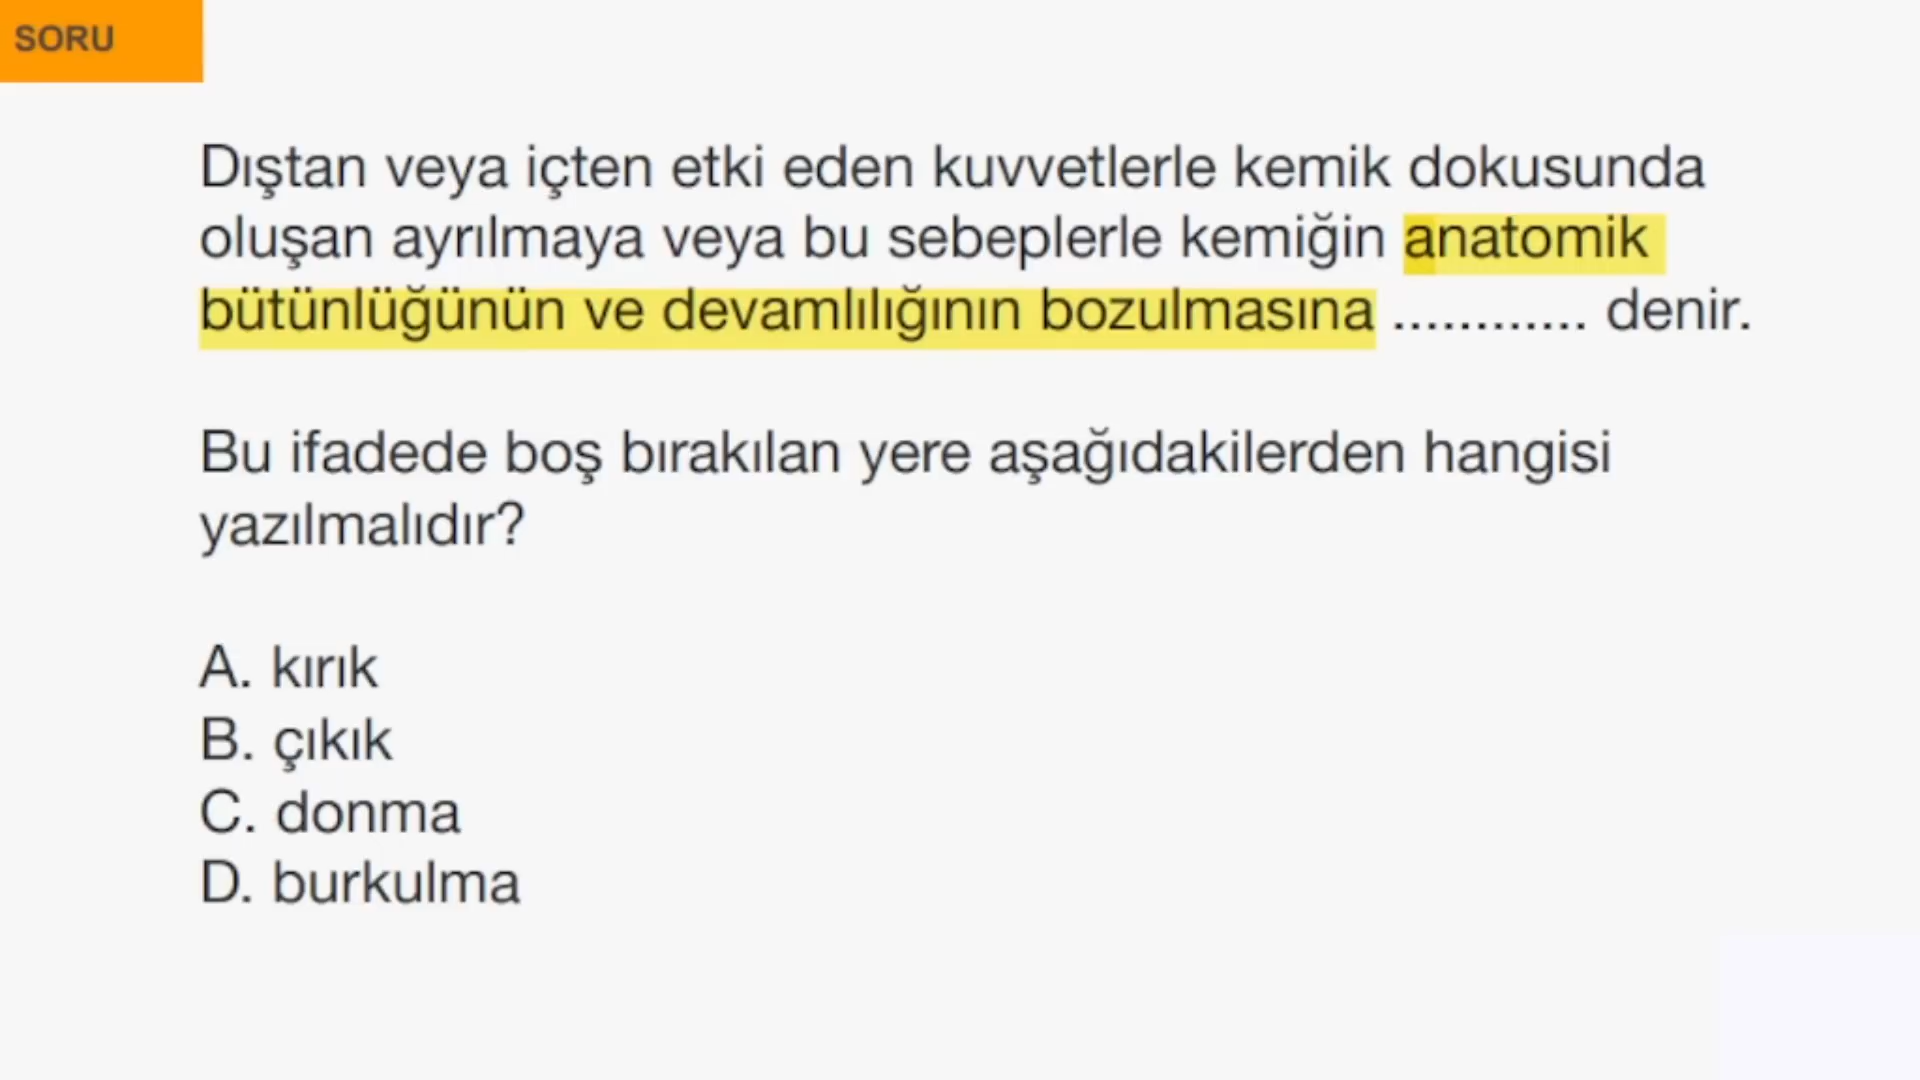 SORU
Dıştan veya içten etki eden kuvvetlerle kemik dokusunda
oluşan ayrılmaya veya bu sebeplerle kemiğin anatomik
bütünlüğünün ve devamlılığının bozulmasına ............ denir.
Bu ifadede boş bırakılan yere aşağıdakilerden hangisi
yazılmalıdır?
A. kırık
B. çıkık
C. donma
D. burkulma